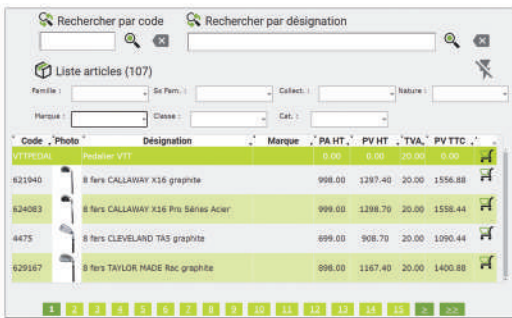 Rechercher par code Rechercher par désignation
Liste articles (107)
Famille : Ss Fam. : Collect. : Nature :
Marque : Classe : Cat. :
Code Photo Désignation Marque PA HT PV HT TVA PV TTC
VTTPEDAL Pedalier VTT 0.00 0.00 20.00 0.00
621940 8 fers CALLAWAY X16 graphite 998.00 1297.40 20.00 1556.88
624083 8 fers CALLAWAY X16 Pro Séries Acier 999.00 1298.70 20.00 1558.44
4475 8 fers CLEVELAND TA5 graphite 699.00 908.70 20.00 1090.44
629167 8 fers TAYLOR MADE Rac graphite 898.00 1167.40 20.00 1400.88
1 2 3 4 5 6 7 8 9 10 11 12 13 14 15 > >>